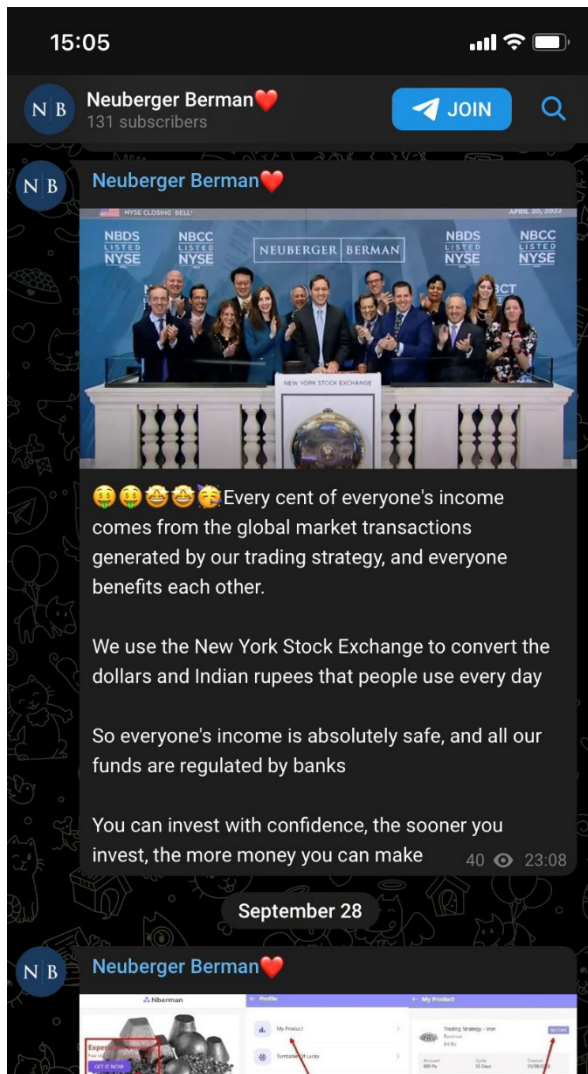 15:05
N B
Neuberger Berman❤️
131 subscribers
JOIN
N B
Neuberger Berman❤️
NYSE CLOSING BELL®
APRIL 20, 2022
NBDS
LISTED
NYSE
NBCC
LISTED
NYSE
NEUBERGER BERMAN
NBDS
LISTED
NYSE
NBCC
LISTED
NYSE
NEW YORK STOCK EXCHANGE
🤑🤑🤩🤩🥳Every cent of everyone's income
comes from the global market transactions
generated by our trading strategy, and everyone
benefits each other.
We use the New York Stock Exchange to convert the
dollars and Indian rupees that people use every day
So everyone's income is absolutely safe, and all our
funds are regulated by banks
You can invest with confidence, the sooner you
invest, the more money you can make
40 23:08
September 28
N B
Neuberger Berman❤️
Nberman
GET IT NOW
Profile
My Product
My Product
Trading Strategy - Iron
Amount
Cycle